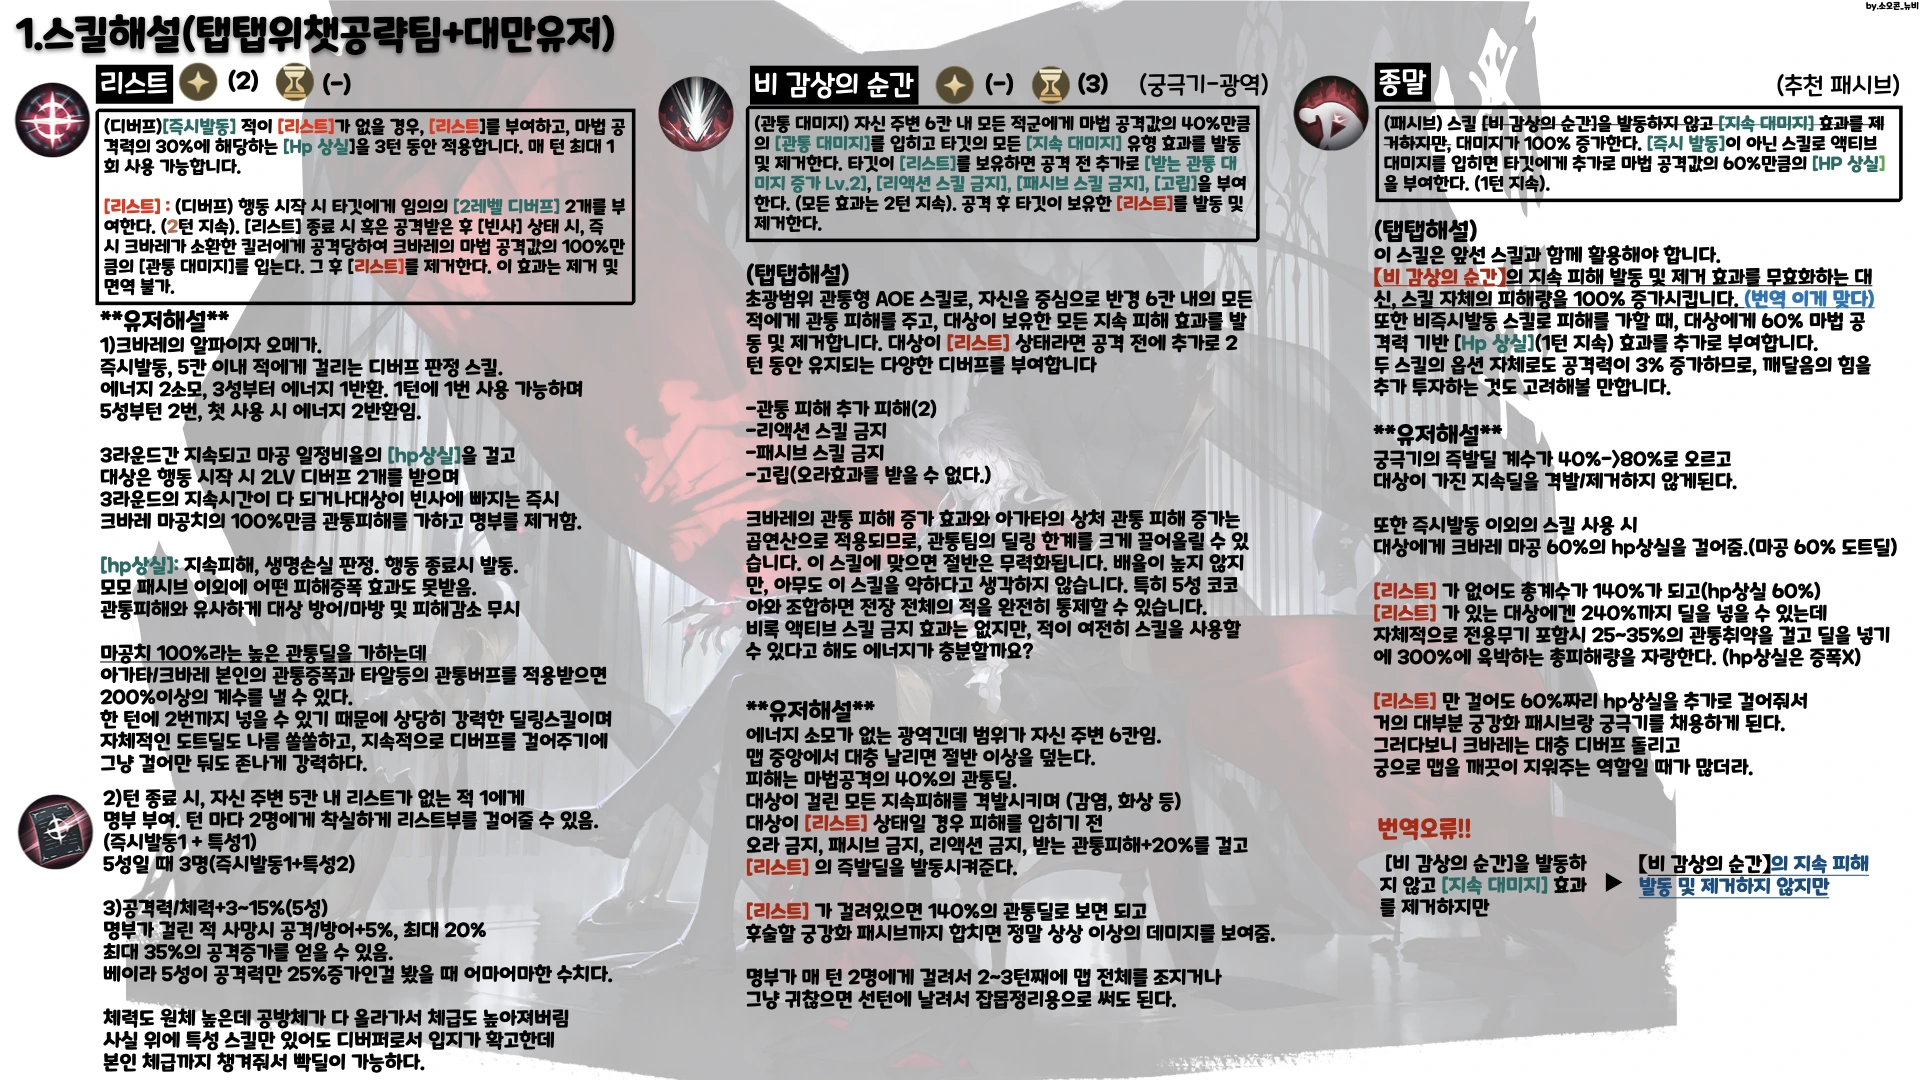 by.소오콘_뉴비
1.스킬해설(탭탭위챗공략팀+대만유저)
리스트 (2) (-)
(디버프)[즉시발동] 적이 [리스트]가 없을 경우, [리스트]를 부여하고, 마법 공
격력의 30%에 해당하는 [Hp 상실]을 3턴 동안 적용합니다. 매 턴 최대 1
회 사용 가능합니다.
[리스트] : (디버프) 행동 시작 시 타깃에게 임의의 [2레벨 디버프] 2개를 부
여한다. (2턴 지속). [리스트] 종료 시 혹은 공격받은 후 [빈사] 상태 시, 즉
시 크바레가 소환한 킬러에게 공격당하여 크바레의 마법 공격값의 100%만
큼의 [관통 대미지]를 입는다. 그 후 [리스트]를 제거한다. 이 효과는 제거 및
면역 불가.
**유저해설**
1)크바레의 알파이자 오메가.
즉시발동, 5칸 이내 적에게 걸리는 디버프 판정 스킬.
에너지 2소모, 3성부터 에너지 1반환. 1턴에 1번 사용 가능하며
5성부턴 2번, 첫 사용 시 에너지 2반환임.
3라운드간 지속되고 마공 일정비율의 [hp상실]을 걸고
대상은 행동 시작 시 2LV 디버프 2개를 받으며
3라운드의 지속시간이 다 되거나대상이 빈사에 빠지는 즉시
크바레 마공치의 100%만큼 관통피해를 가하고 명부를 제거함.
[hp상실]: 지속피해, 생명손실 판정. 행동 종료시 발동.
모모 패시브 이외에 어떤 피해증폭 효과도 못받음.
관통피해와 유사하게 대상 방어/마방 및 피해감소 무시
마공치 100%라는 높은 관통딜을 가하는데
아가타/크바레 본인의 관통증폭과 타알등의 관통버프를 적용받으면
200%이상의 계수를 낼 수 있다.
한 턴에 2번까지 넣을 수 있기 때문에 상당히 강력한 딜링스킬이며
자체적인 도트딜도 나름 쏠쏠하고, 지속적으로 디버프를 걸어주기에
그냥 걸어만 둬도 존나게 강력하다.
2)턴 종료 시, 자신 주변 5칸 내 리스트가 없는 적 1에게
명부 부여. 턴 마다 2명에게 착실하게 리스트부를 걸어줄 수 있음.
(즉시발동1 + 특성1)
5성일 때 3명(즉시발동1+특성2)
3)공격력/체력+3~15%(5성)
명부가 걸린 적 사망시 공격/방어+5%, 최대 20%
최대 35%의 공격증가를 얻을 수 있음.
베이라 5성이 공격력만 25%증가인걸 봤을 때 어마어마한 수치다.
체력도 원체 높은데 공방체가 다 올라가서 체급도 높아져버림
사실 위에 특성 스킬만 있어도 디버퍼로서 입지가 확고한데
본인 체급까지 챙겨줘서 빡딜이 가능하다.
비 감상의 순간 (-) (3) (궁극기-광역)
(관통 대미지) 자신 주변 6칸 내 모든 적군에게 마법 공격값의 40%만큼
의 [관통 대미지]를 입히고 타깃의 모든 [지속 대미지] 유형 효과를 발동
및 제거한다. 타깃이 [리스트]를 보유하면 공격 전 추가로 [받는 관통 대
미지 증가 Lv.2], [리액션 스킬 금지], [패시브 스킬 금지], [고립]을 부여
한다. (모든 효과는 2턴 지속). 공격 후 타깃이 보유한 [리스트]를 발동 및
제거한다.
(탭탭해설)
초광범위 관통형 AOE 스킬로, 자신을 중심으로 반경 6칸 내의 모든
적에게 관통 피해를 주고, 대상이 보유한 모든 지속 피해 효과를 발
동 및 제거합니다. 대상이 [리스트] 상태라면 공격 전에 추가로 2
턴 동안 유지되는 다양한 디버프를 부여합니다
-관통 피해 추가 피해(2)
-리액션 스킬 금지
-패시브 스킬 금지
-고립(오라효과를 받을 수 없다.)
크바레의 관통 피해 증가 효과와 아가타의 상처 관통 피해 증가는
곱연산으로 적용되므로, 관통팀의 딜링 한계를 크게 끌어올릴 수 있
습니다. 이 스킬에 맞으면 절반은 무력화됩니다. 배율이 높지 않지
만, 아무도 이 스킬을 약하다고 생각하지 않습니다. 특히 5성 코코
아와 조합하면 전장 전체의 적을 완전히 통제할 수 있습니다.
비록 액티브 스킬 금지 효과는 없지만, 적이 여전히 스킬을 사용할
수 있다고 해도 에너지가 충분할까요?
**유저해설**
에너지 소모가 없는 광역긴데 범위가 자신 주변 6칸임.
맵 중앙에서 대충 날리면 절반 이상을 덮는다.
피해는 마법공격의 40%의 관통딜.
대상이 걸린 모든 지속피해를 격발시키며 (감염, 화상 등)
대상이 [리스트] 상태일 경우 피해를 입히기 전
오라 금지, 패시브 금지, 리액션 금지, 받는 관통피해+20%를 걸고
[리스트] 의 즉발딜을 발동시켜준다.
[리스트] 가 걸려있으면 140%의 관통딜로 보면 되고
후술할 궁강화 패시브까지 합치면 정말 상상 이상의 데미지를 보여줌.
명부가 매 턴 2명에게 걸려서 2~3턴째에 맵 전체를 조지거나
그냥 귀찮으면 선턴에 날려서 잡몹정리용으로 써도 된다.
종말 (추천 패시브)
(패시브) 스킬 [비 감상의 순간]을 발동하지 않고 [지속 대미지] 효과를 제
거하지만, 대미지가 100% 증가한다. [즉시 발동]이 아닌 스킬로 액티브
대미지를 입히면 타깃에게 추가로 마법 공격값의 60%만큼의 [HP 상실]
을 부여한다. (1턴 지속).
(탭탭해설)
이 스킬은 앞선 스킬과 함께 활용해야 합니다.
【비 감상의 순간】의 지속 피해 발동 및 제거 효과를 무효화하는 대
신, 스킬 자체의 피해량을 100% 증가시킵니다. (번역 이게 맞다)
또한 비즉시발동 스킬로 피해를 가할 때, 대상에게 60% 마법 공
격력 기반 [Hp 상실](1턴 지속) 효과를 추가로 부여합니다.
두 스킬의 옵션 자체로도 공격력이 3% 증가하므로, 깨달음의 힘을
추가 투자하는 것도 고려해볼 만합니다.
**유저해설**
궁극기의 즉발딜 계수가 40%->80%로 오르고
대상이 가진 지속딜을 격발/제거하지 않게된다.
또한 즉시발동 이외의 스킬 사용 시
대상에게 크바레 마공 60%의 hp상실을 걸어줌.(마공 60% 도트딜)
[리스트] 가 없어도 총계수가 140%가 되고(hp상실 60%)
[리스트] 가 있는 대상에겐 240%까지 딜을 넣을 수 있는데
자체적으로 전용무기 포함시 25~35%의 관통취약을 걸고 딜을 넣기
에 300%에 육박하는 총피해량을 자랑한다. (hp상실은 증폭X)
[리스트] 만 걸어도 60%짜리 hp상실을 추가로 걸어줘서
거의 대부분 궁강화 패시브랑 궁극기를 채용하게 된다.
그러다보니 크바레는 대충 디버프 돌리고
궁으로 맵을 깨끗이 지워주는 역할일 때가 많더라.
번역오류!!
[비 감상의 순간]을 발동하
지 않고 [지속 대미지] 효과
를 제거하지만
▶
【비 감상의 순간】의 지속 피해
발동 및 제거하지 않지만